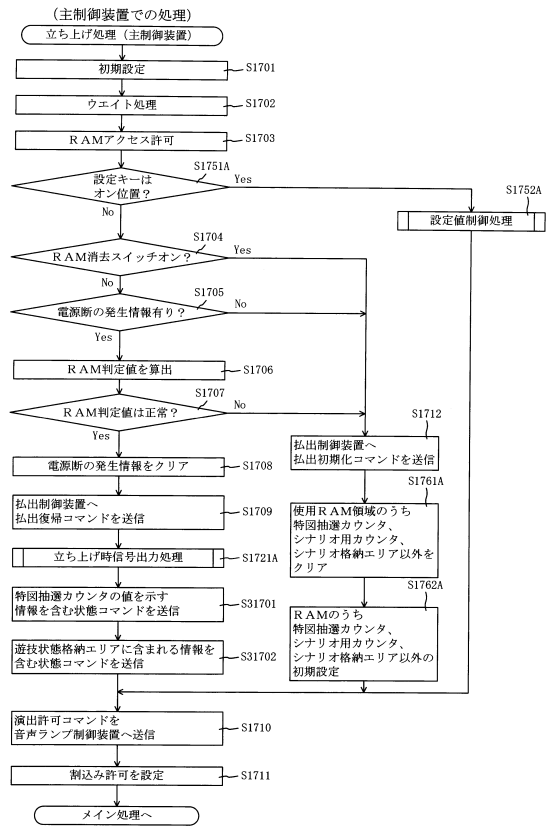 （主制御装置での処理）
立ち上げ処理（主制御装置）
初期設定
S1701
ウエイト処理
S1702
ＲＡＭアクセス許可
S1703
設定キーは
オン位置？
S1751A
Yes
No
設定値制御処理
S1752A
ＲＡＭ消去スイッチオン？
S1704
Yes
No
電源断の発生情報有り？
S1705
No
Yes
ＲＡＭ判定値を算出
S1706
ＲＡＭ判定値は正常？
S1707
No
Yes
電源断の発生情報をクリア
S1708
払出制御装置へ
払出復帰コマンドを送信
S1709
立ち上げ時信号出力処理
S1721A
特図抽選カウンタの値を示す
情報を含む状態コマンドを送信
S31701
遊技状態格納エリアに含まれる情報を
含む状態コマンドを送信
S31702
S1712
払出制御装置へ
払出初期化コマンドを送信
S1761A
使用ＲＡＭ領域のうち
特図抽選カウンタ、
シナリオ用カウンタ、
シナリオ格納エリア以外を
クリア
S1762A
ＲＡＭのうち
特図抽選カウンタ、
シナリオ用カウンタ、
シナリオ格納エリア以外の
初期設定
演出許可コマンドを
音声ランプ制御装置へ送信
S1710
割込み許可を設定
S1711
メイン処理へ